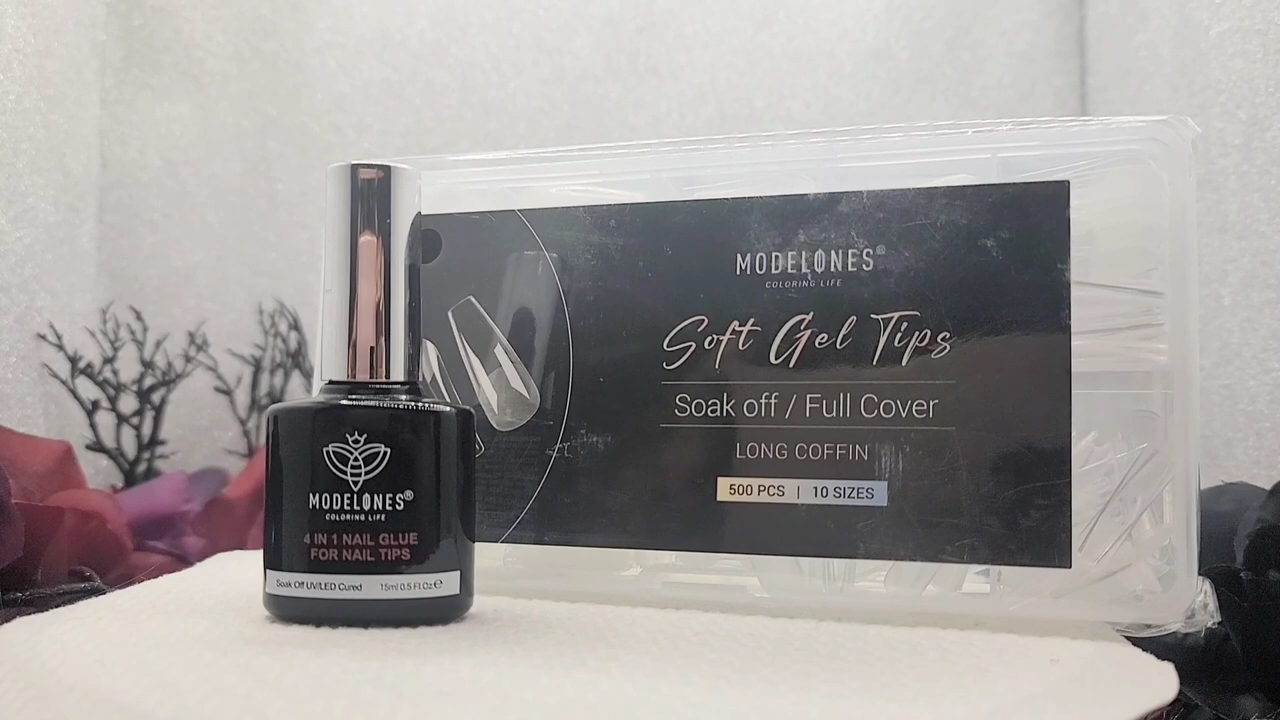 MODELONES®
COLORING LIFE
4 IN 1 NAIL GLUE
FOR NAIL TIPS
Soak Off UV/LED Cured 15ml 0.5 Fl.Oz ℮
MODELONES®
COLORING LIFE
Soft Gel Tips
Soak off / Full Cover
LONG COFFIN
500 PCS | 10 SIZES